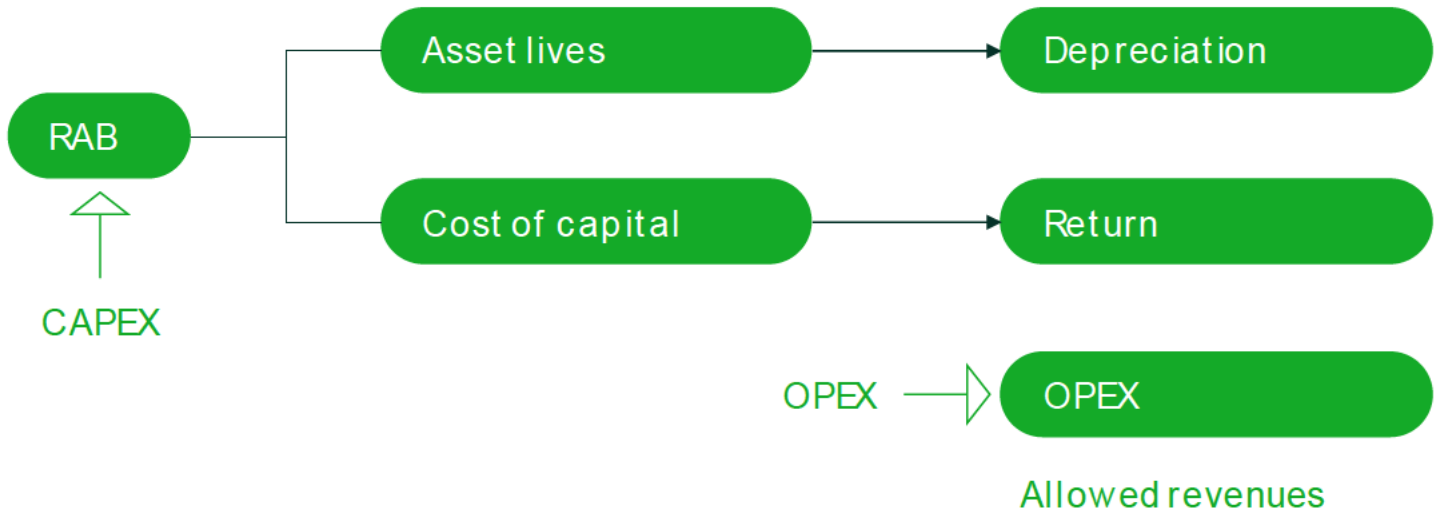 Asset lives
Depreciation
RAB
Cost of capital
Return
CAPEX
OPEX
OPEX
Allowed revenues